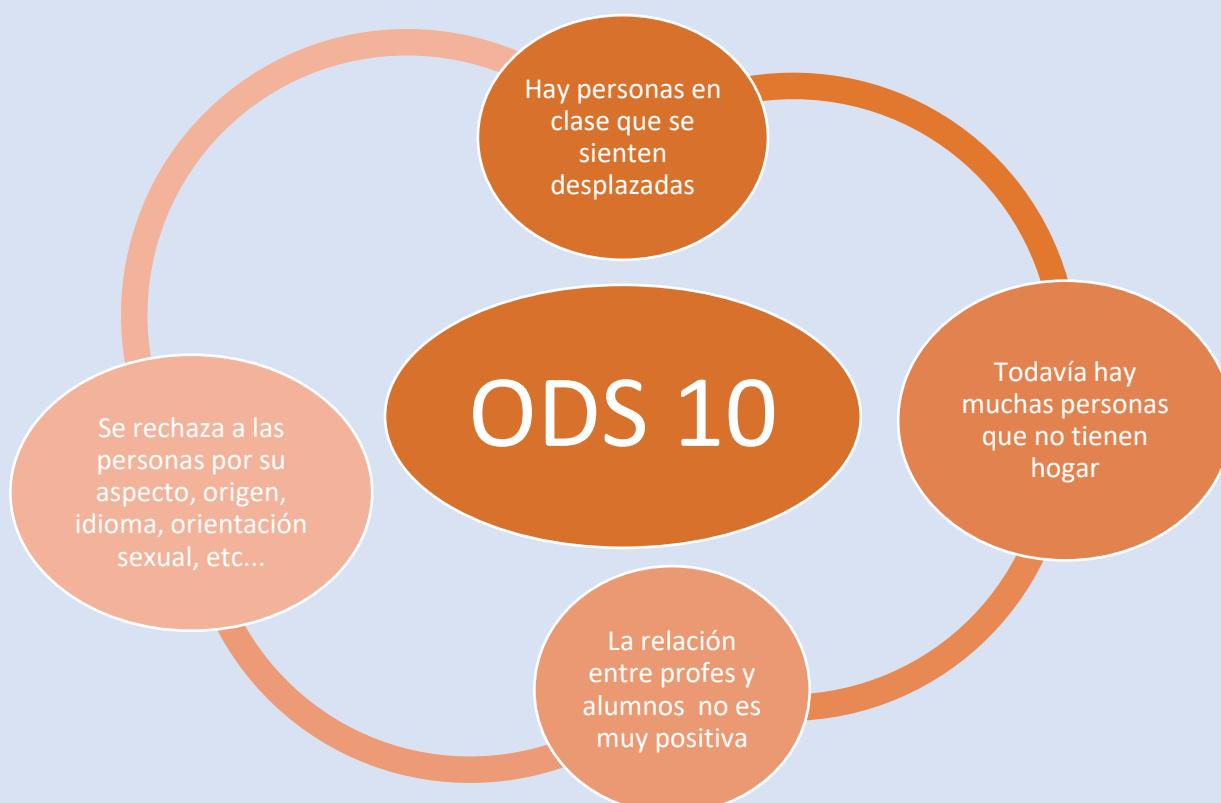 Hay personas en
clase que se
sienten
desplazadas
ODS 10
Todavía hay
muchas personas
que no tienen
hogar
La relación
entre profes y
alumnos  no es
muy positiva
Se rechaza a las
personas por su
aspecto, origen,
idioma, orientación
sexual, etc...